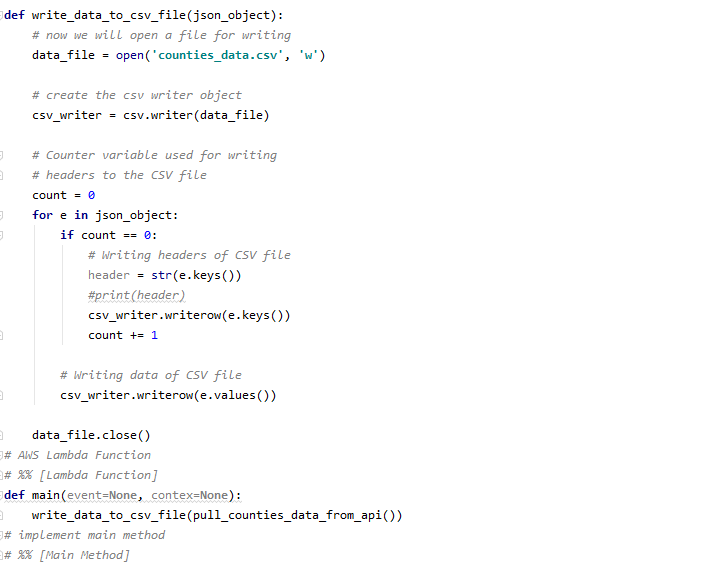 def write_data_to_csv_file(json_object):
# now we will open a file for writing
data_file = open('counties_data.csv', 'w')
# create the csv writer object
csv_writer = csv.writer(data_file)
# Counter variable used for writing
# headers to the CSV file
count = 0
for e in json_object:
if count == 0:
# Writing headers of CSV file
header = str(e.keys())
#print(header)
csv_writer.writerow(e.keys())
count += 1
# Writing data of CSV file
csv_writer.writerow(e.values())
data_file.close()
# AWS Lambda Function
# %% [Lambda Function]
def main(event=None, contex=None):
write_data_to_csv_file(pull_counties_data_from_api())
# implement main method
# %% [Main Method]